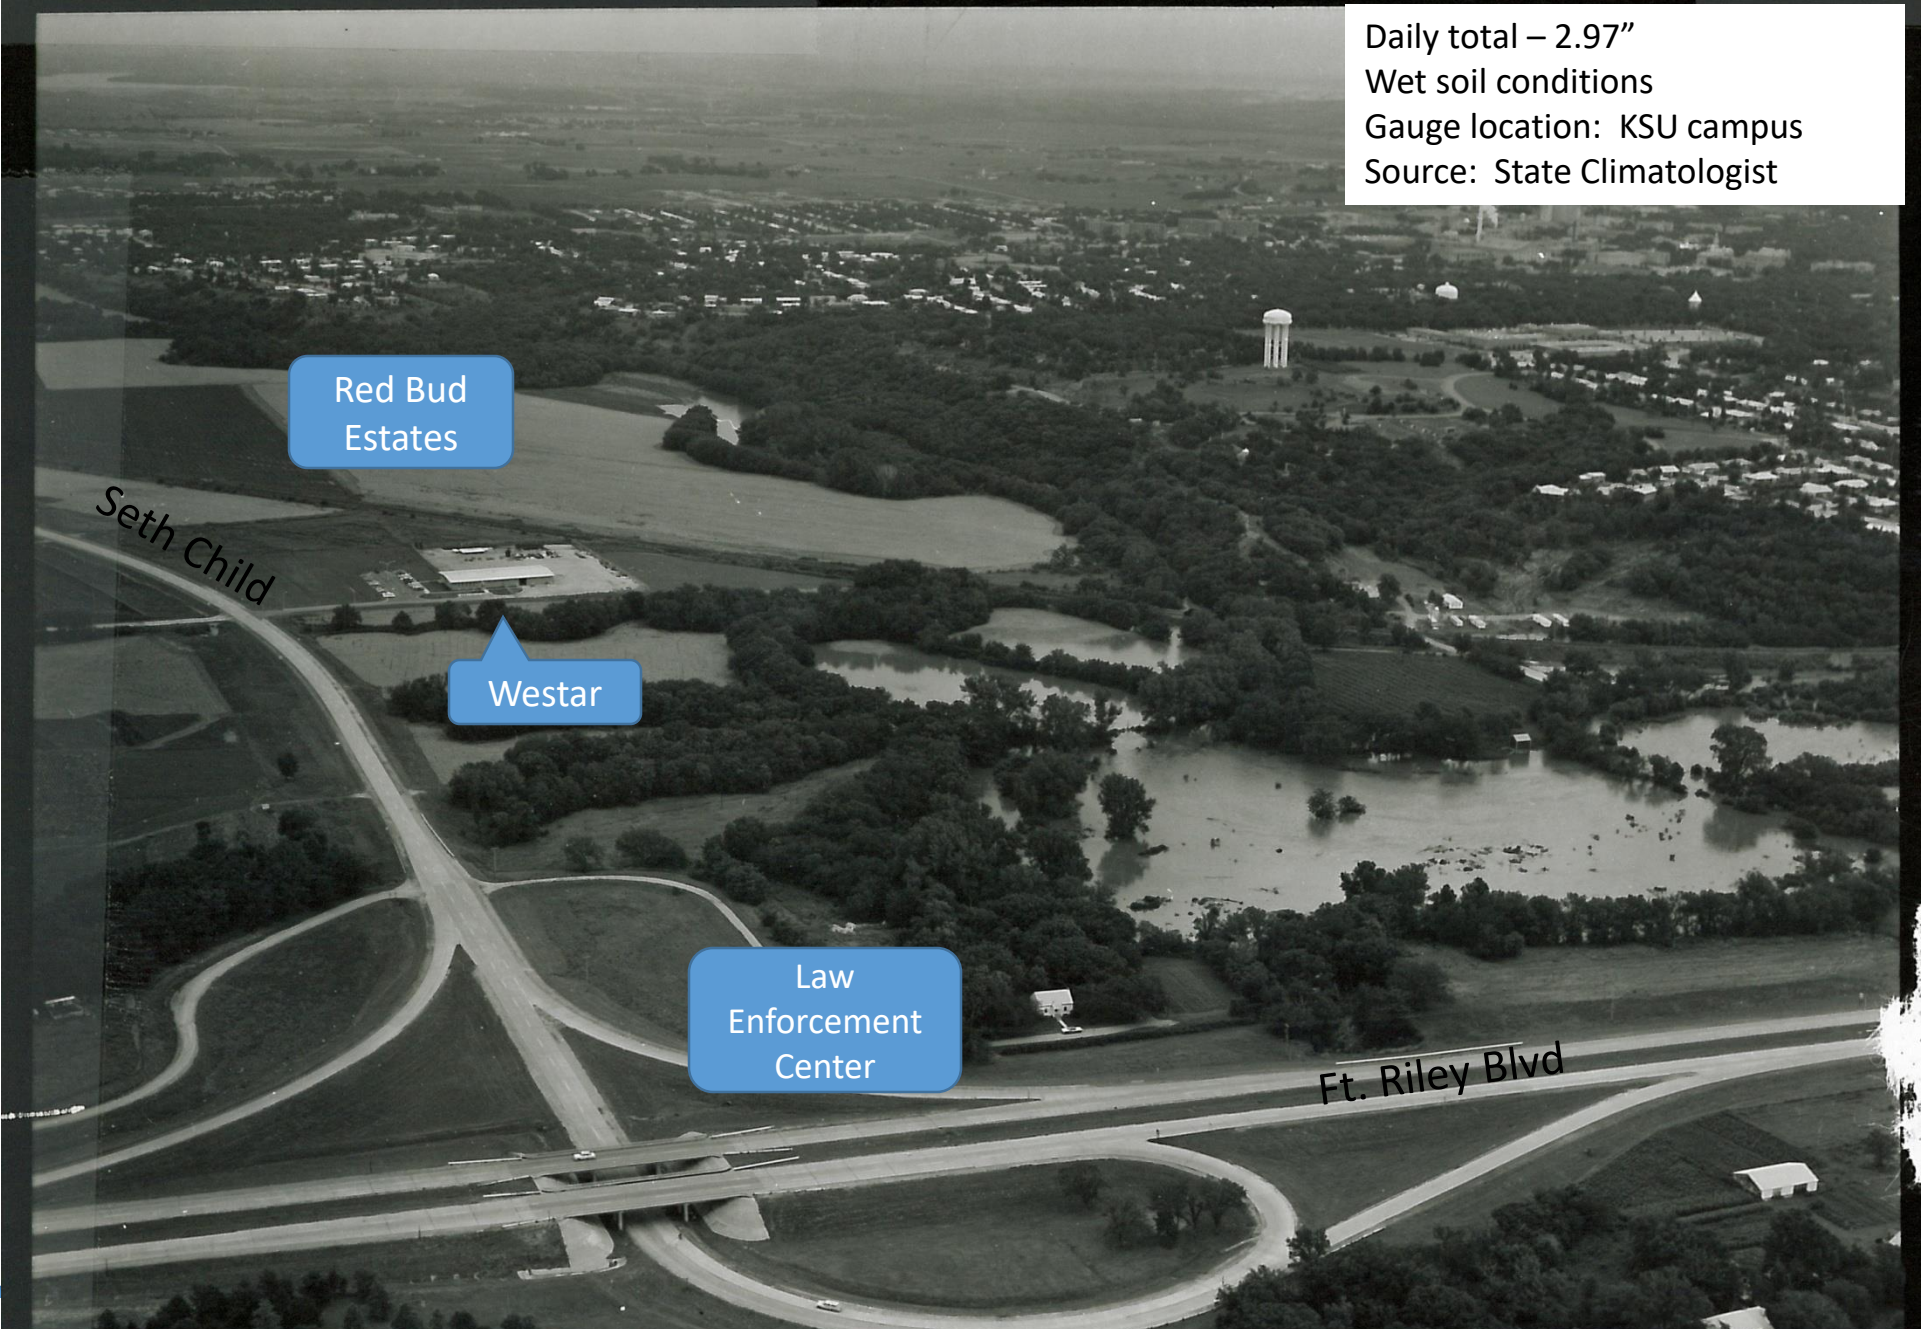 Daily total – 2.97”
Wet soil conditions
Gauge location:  KSU campus
Source:  State Climatologist
Red Bud
Estates
Seth Child
Westar
Law
Enforcement
Center
Ft. Riley Blvd